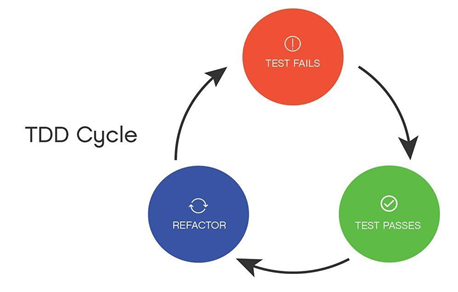 TEST FAILS
TDD Cycle
REFACTOR
TEST PASSES